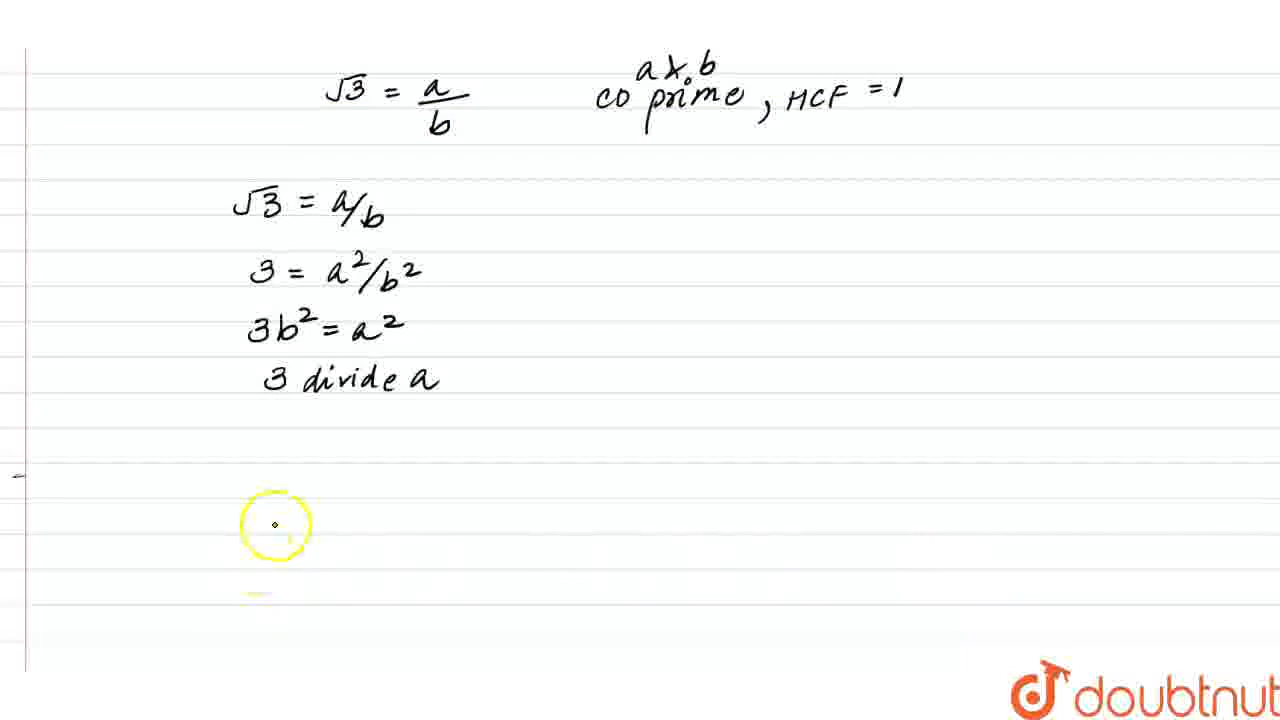 √3 = a/b
a & b
co prime, HCF = 1
√3 = a/b
3 = a²/b²
3b² = a²
3 divide a
doubtnut